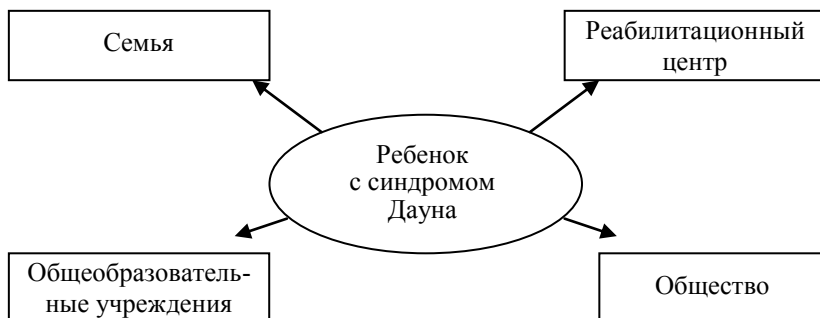 Семья
Реабилитационный
центр
Ребенок
с синдромом
Дауна
Общеобразователь-
ные учреждения
Общество